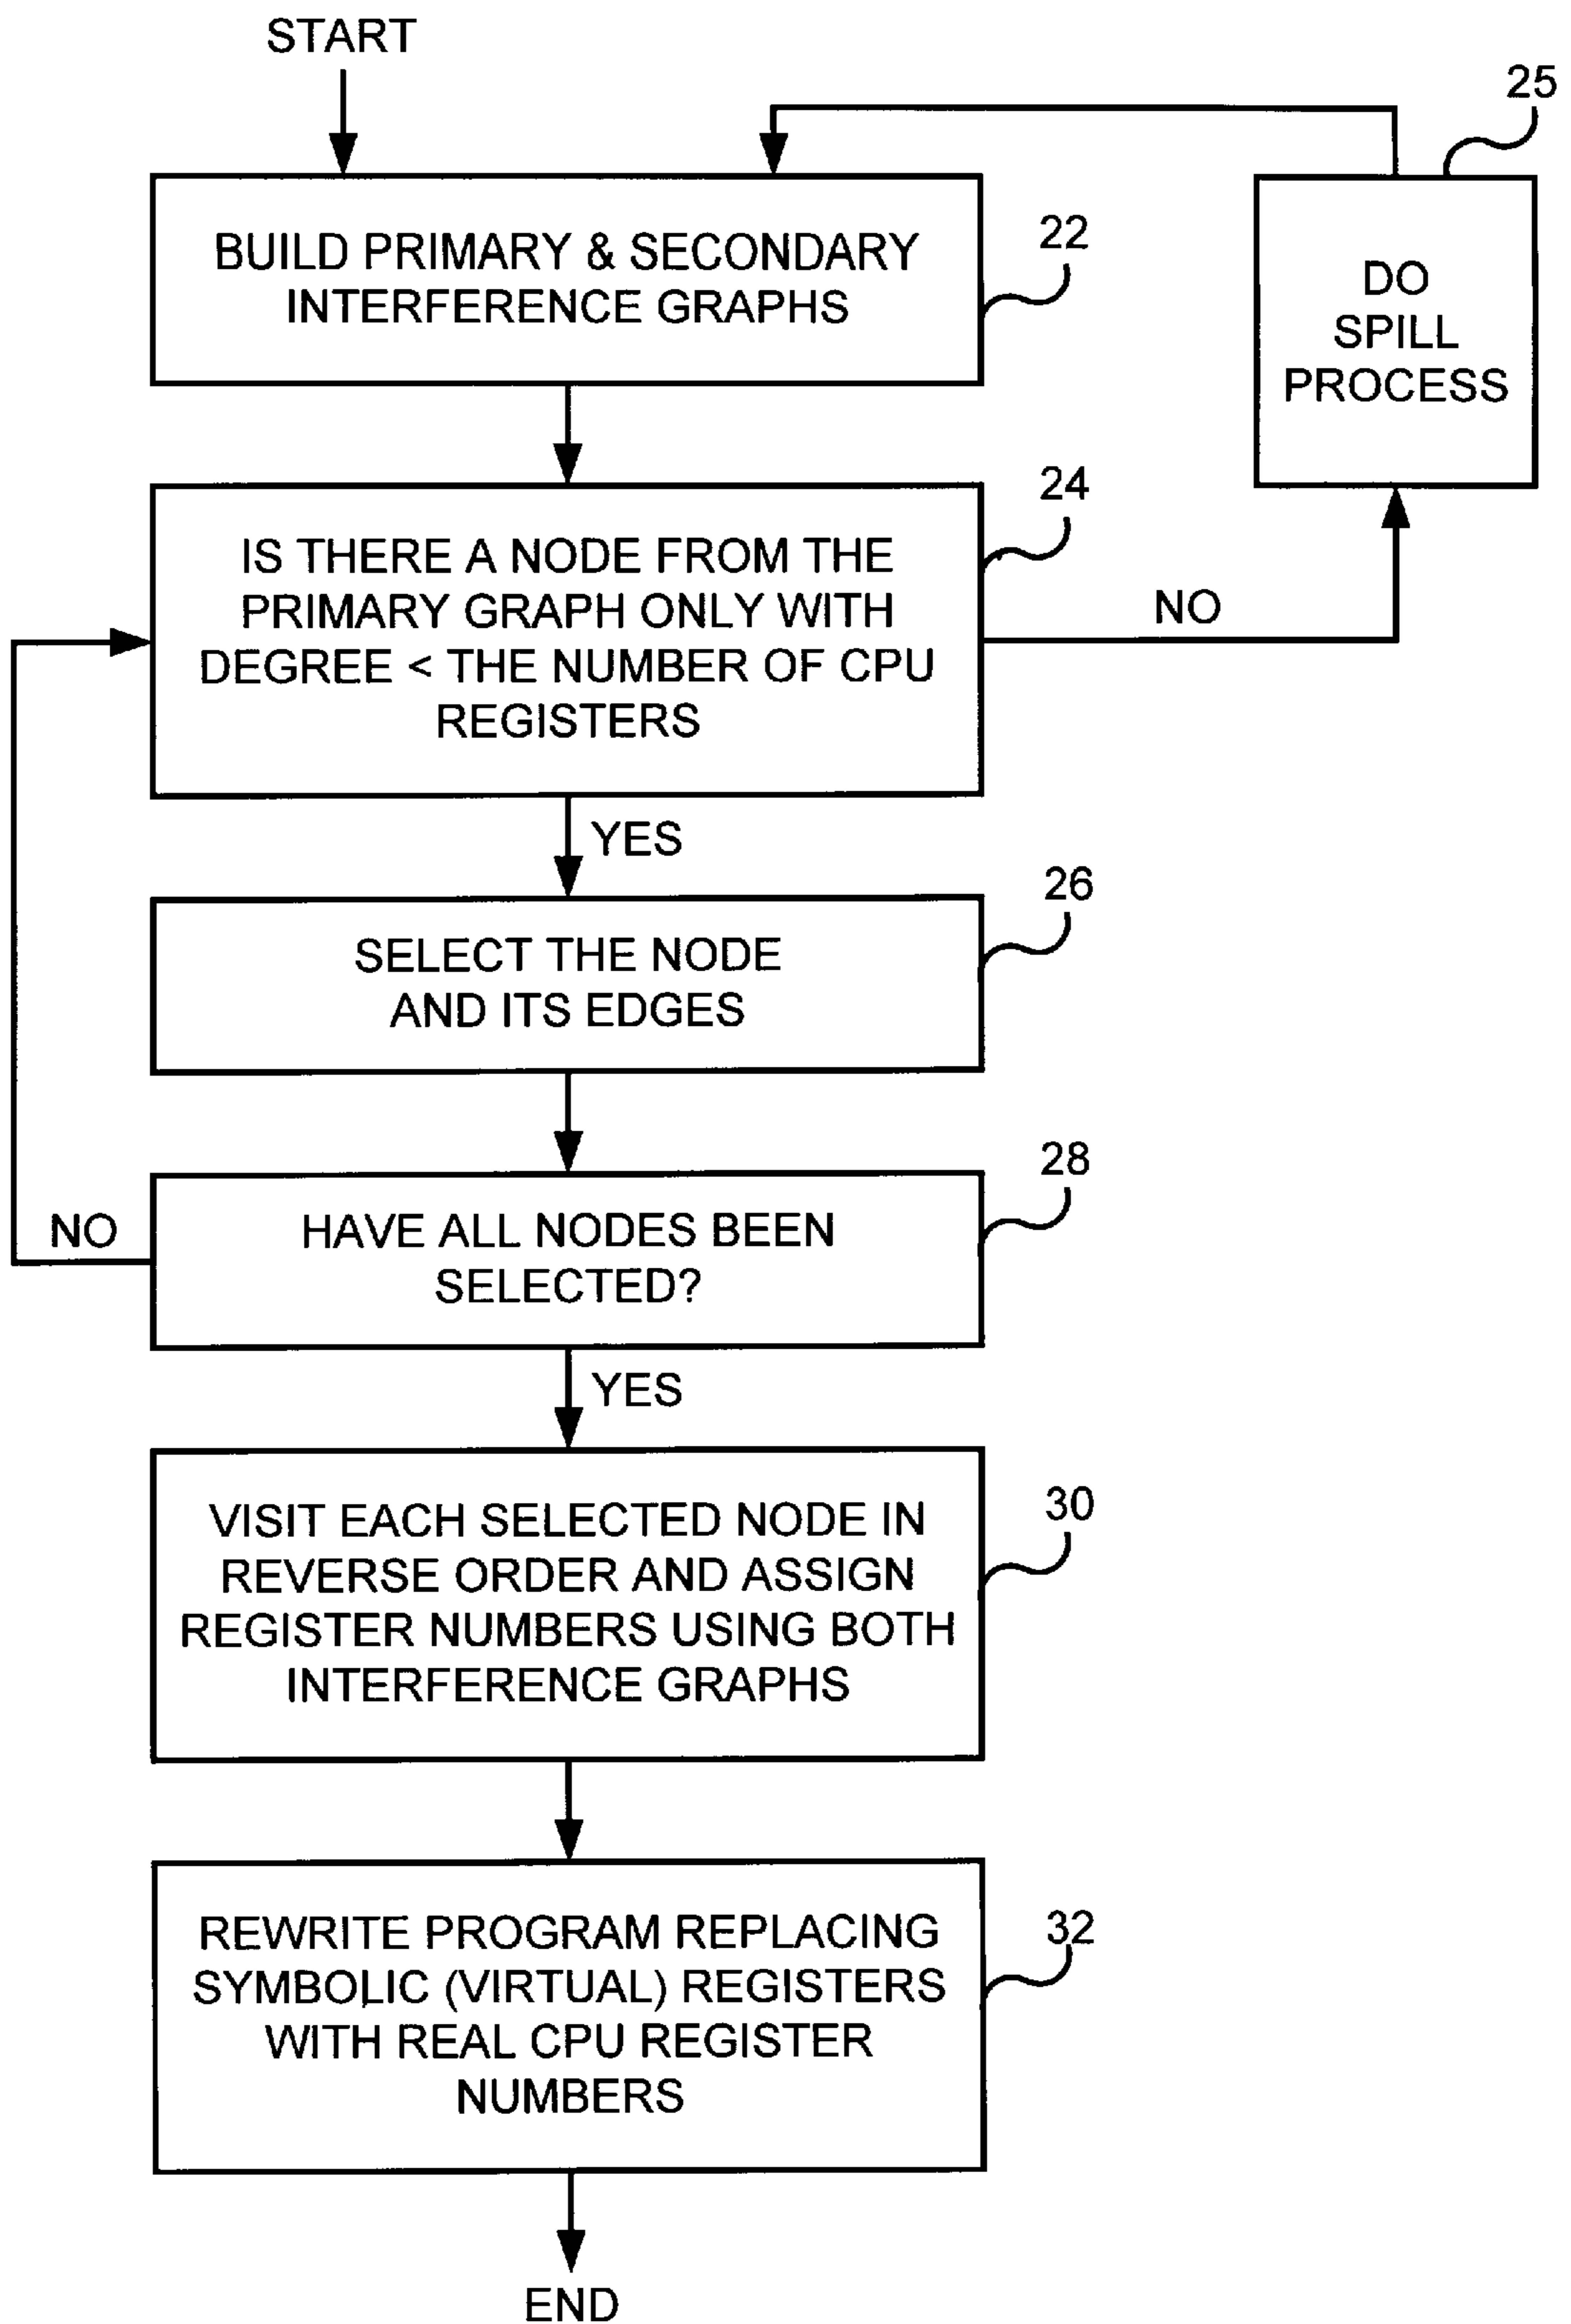 START
25
BUILD PRIMARY & SECONDARY
INTERFERENCE GRAPHS
22
DO
SPILL
PROCESS
24
IS THERE A NODE FROM THE
PRIMARY GRAPH ONLY WITH
DEGREE < THE NUMBER OF CPU
REGISTERS
NO
YES
26
SELECT THE NODE
AND ITS EDGES
28
NO
HAVE ALL NODES BEEN
SELECTED?
YES
30
VISIT EACH SELECTED NODE IN
REVERSE ORDER AND ASSIGN
REGISTER NUMBERS USING BOTH
INTERFERENCE GRAPHS
32
REWRITE PROGRAM REPLACING
SYMBOLIC (VIRTUAL) REGISTERS
WITH REAL CPU REGISTER
NUMBERS
END